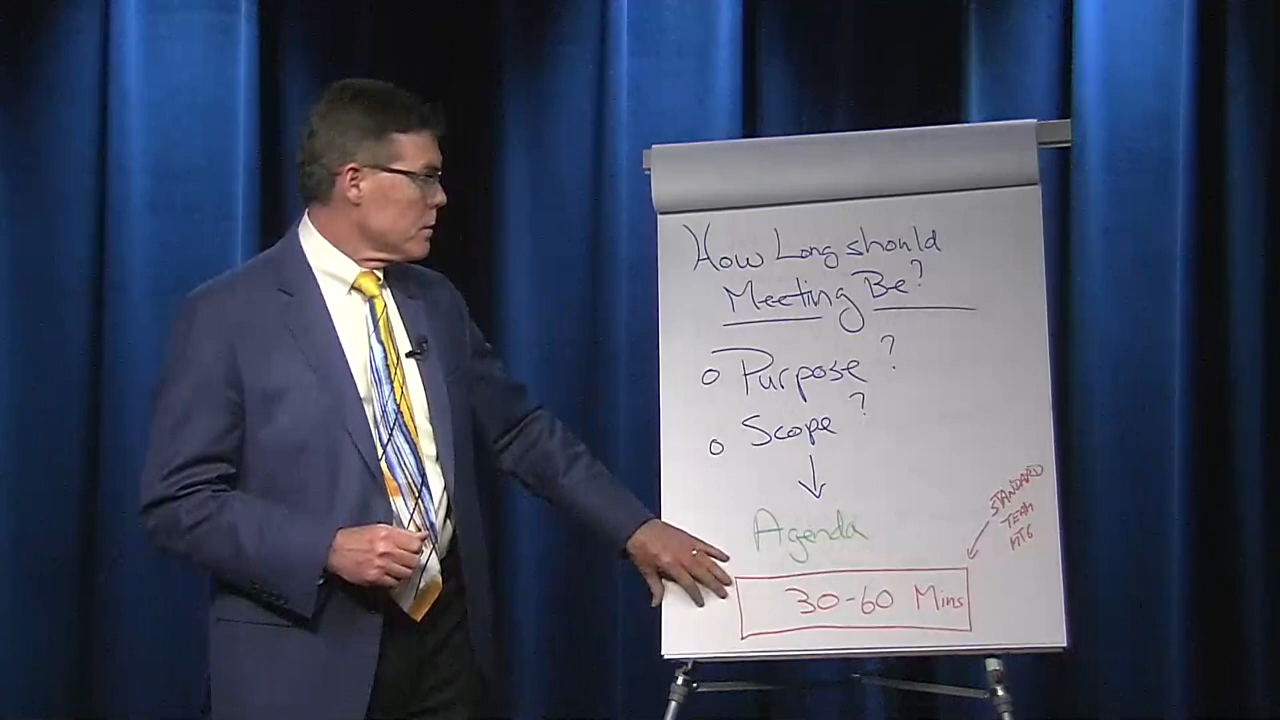 How Long should
Meeting Be?
Purpose?
Scope?
Agenda
STANDARD
TEAM
MTG
30-60 Mins